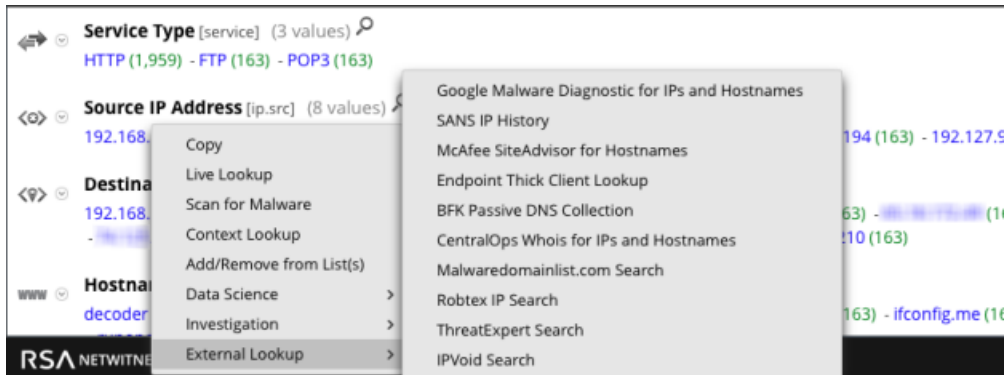 Service Type [service] (3 values)
HTTP (1,959) - FTP (163) - POP3 (163)
Source IP Address [ip.src] (8 values)
192.168.
194 (163) - 192.127.9
Destina
192.168.
63) -
(1
-
210 (163)
Hostna
decoder
163) - ifconfig.me (16
RSA NETWITNE
Copy
Live Lookup
Scan for Malware
Context Lookup
Add/Remove from List(s)
Data Science >
Investigation >
External Lookup >
Google Malware Diagnostic for IPs and Hostnames
SANS IP History
McAfee SiteAdvisor for Hostnames
Endpoint Thick Client Lookup
BFK Passive DNS Collection
CentralOps Whois for IPs and Hostnames
Malwaredomainlist.com Search
Robtex IP Search
ThreatExpert Search
IPVoid Search